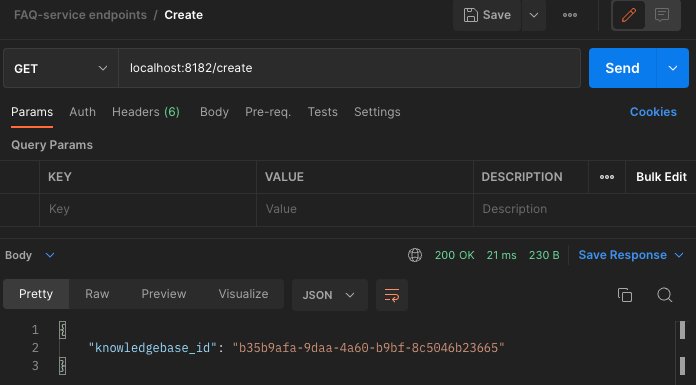 FAQ-service endpoints / Create
Save
GET localhost:8182/create Send
Params Auth Headers (6) Body Pre-req. Tests Settings Cookies
Query Params
KEY VALUE DESCRIPTION ••• Bulk Edit
Key Value Description
Body 200 OK 21 ms 230 B Save Response
Pretty Raw Preview Visualize JSON
1 {
2 "knowledgebase_id": "b35b9afa-9daa-4a60-b9bf-8c5046b23665"
3 }